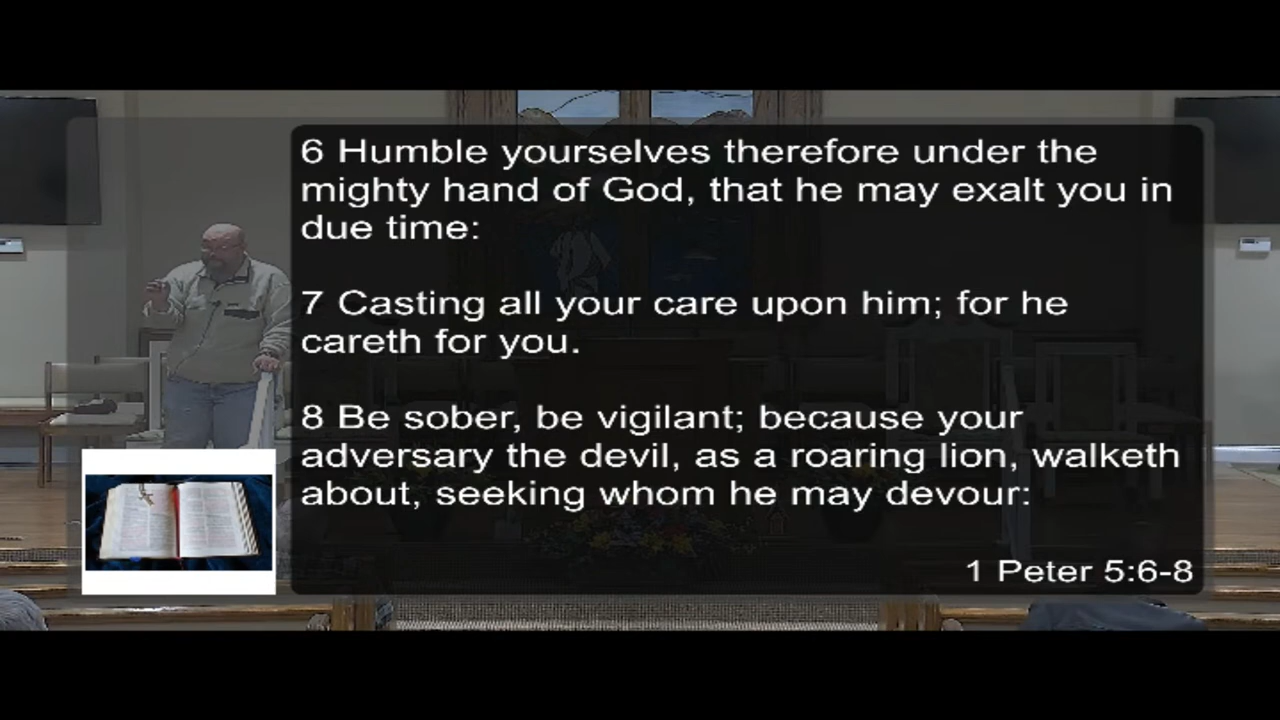 6 Humble yourselves therefore under the
mighty hand of God, that he may exalt you in
due time:
7 Casting all your care upon him; for he
careth for you.
8 Be sober, be vigilant; because your
adversary the devil, as a roaring lion, walketh
about, seeking whom he may devour:
1 Peter 5:6-8